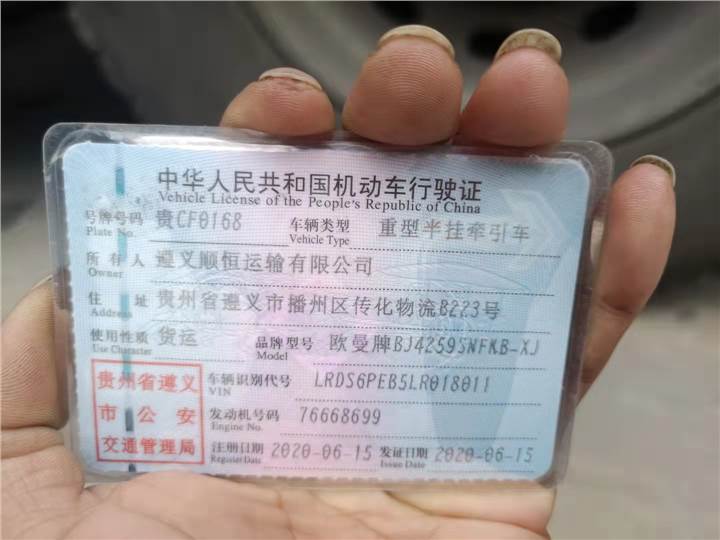 中华人民共和国机动车行驶证
Vehicle License of the People's Republic of China
号牌号码 贵CF0168 车辆类型 重型半挂牵引车
Plate No. Vehicle Type
所有人 遵义顺恒运输有限公司
Owner
住址 贵州省遵义市播州区传化物流B223号
Address
使用性质 货运 品牌型号 欧曼牌BJ4259SNFKB-XJ
Use Character Model
贵州省遵义
市公安
交通管理局
车辆识别代号 LRDS6PEB5LR018011
VIN
发动机号码 76668699
Engine No.
注册日期 2020-06-15 发证日期 2020-06-15
Register Date Issue Date